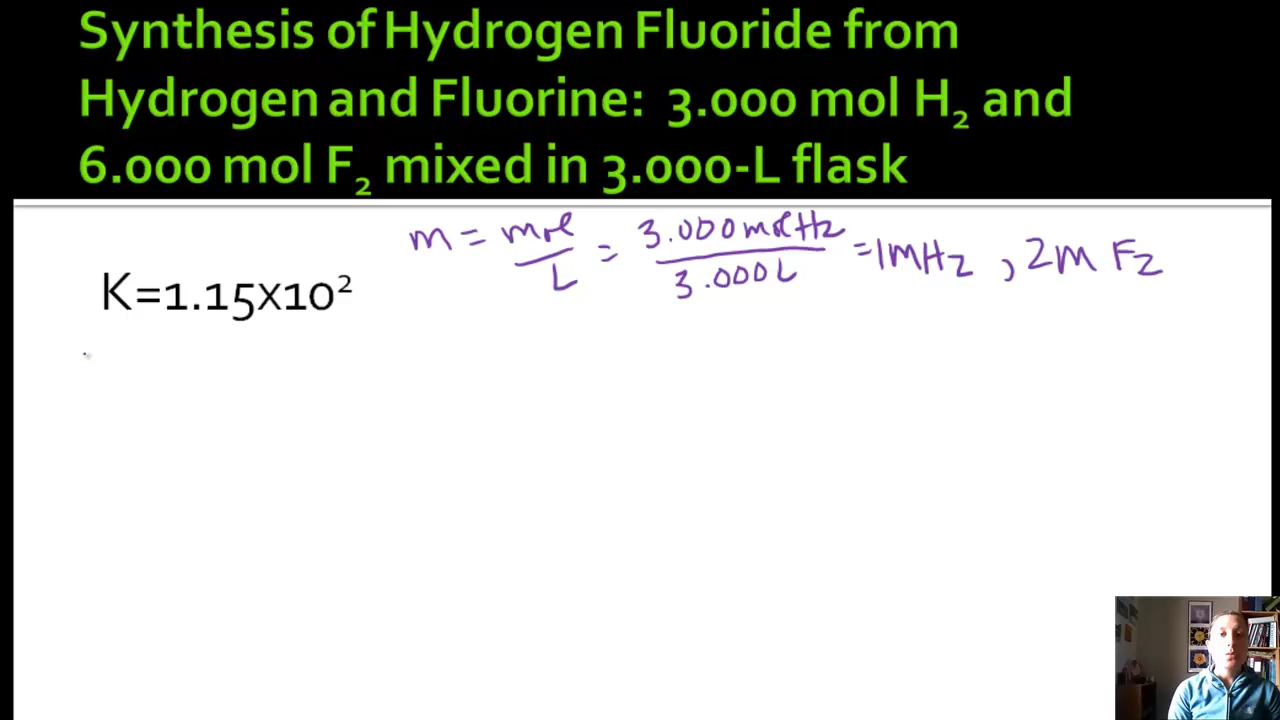 Synthesis of Hydrogen Fluoride from
Hydrogen and Fluorine: 3.000 mol H₂ and
6.000 mol F₂ mixed in 3.000-L flask
m = mol/L = 3.000 mol H₂/3.000 L = 1 m H₂, 2 m F₂
K=1.15x10²